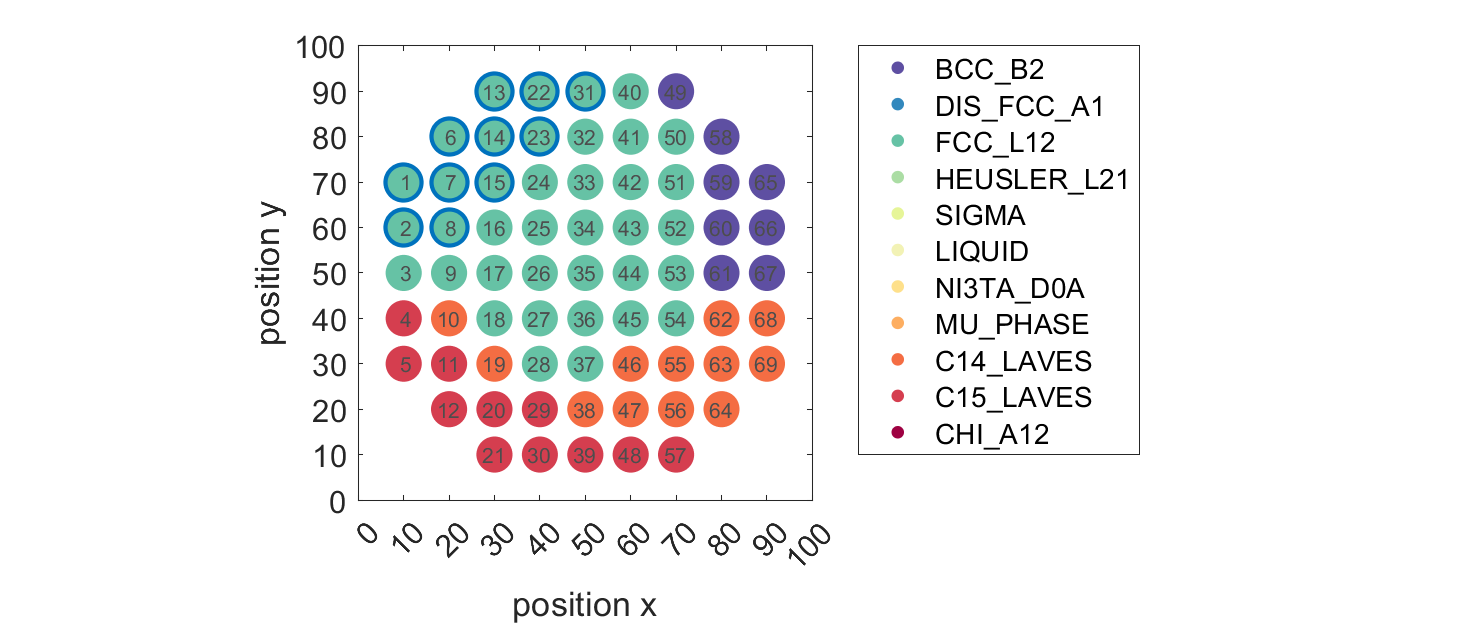 100
90
80
70
60
50
40
30
20
10
0
position y
13 22 31 40 49
6 14 23 32 41 50 58
1 7 15 24 33 42 51 59 65
2 8 16 25 34 43 52 60 66
3 9 17 26 35 44 53 61 67
4 10 18 27 36 45 54 62 68
5 11 19 28 37 46 55 63 69
12 20 29 38 47 56 64
21 30 39 48 57
0 10 20 30 40 50 60 70 80 90 100
position x
BCC_B2
DIS_FCC_A1
FCC_L12
HEUSLER_L21
SIGMA
LIQUID
NI3TA_D0A
MU_PHASE
C14_LAVES
C15_LAVES
CHI_A12